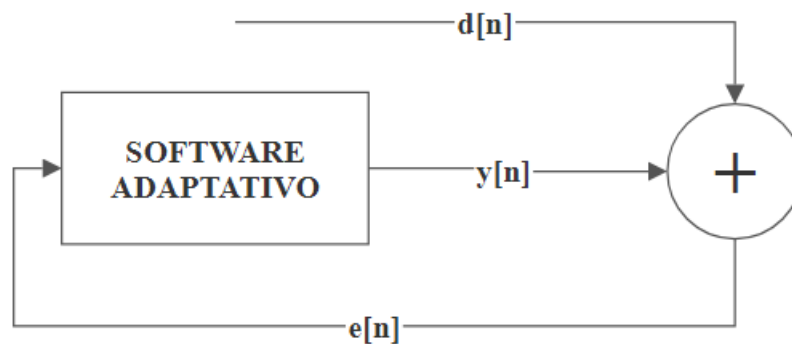 d[n]
SOFTWARE
ADAPTATIVO
y[n]
+
e[n]